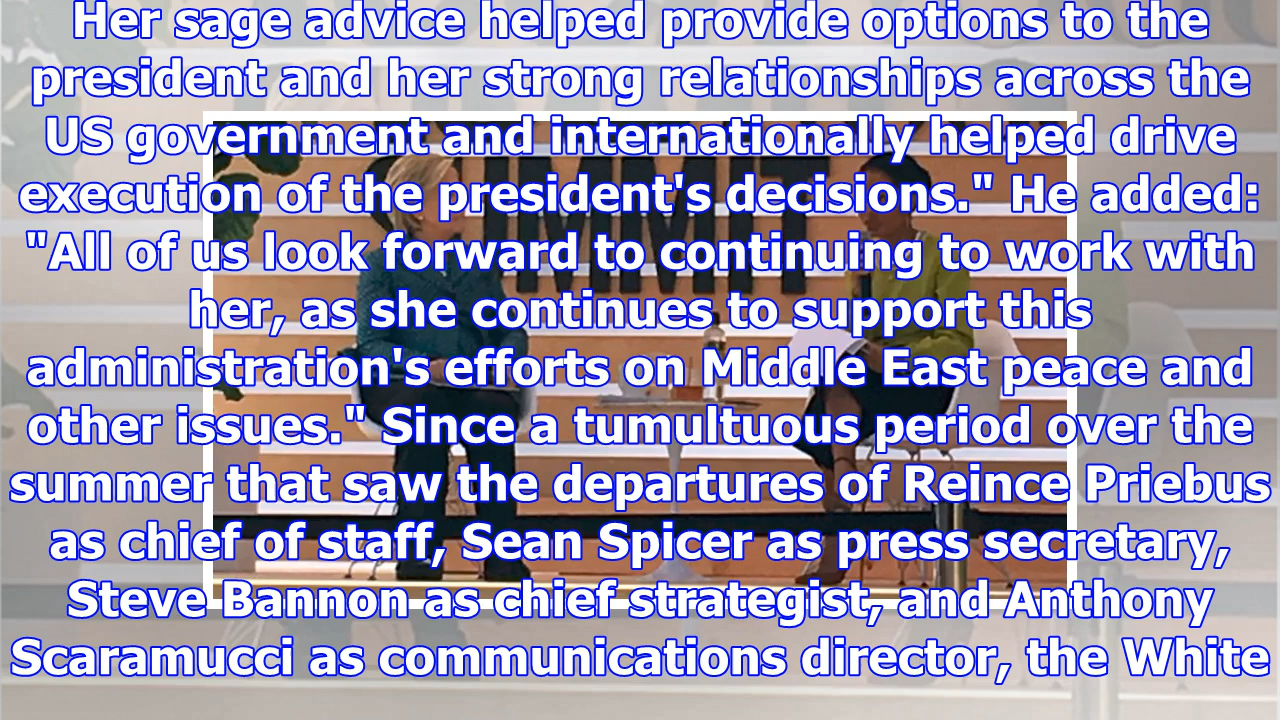 Her sage advice helped provide options to the
president and her strong relationships across the
US government and internationally helped drive
execution of the president's decisions." He added:
"All of us look forward to continuing to work with
her, as she continues to support this
administration's efforts on Middle East peace and
other issues." Since a tumultuous period over the
summer that saw the departures of Reince Priebus
as chief of staff, Sean Spicer as press secretary,
Steve Bannon as chief strategist, and Anthony
Scaramucci as communications director, the White